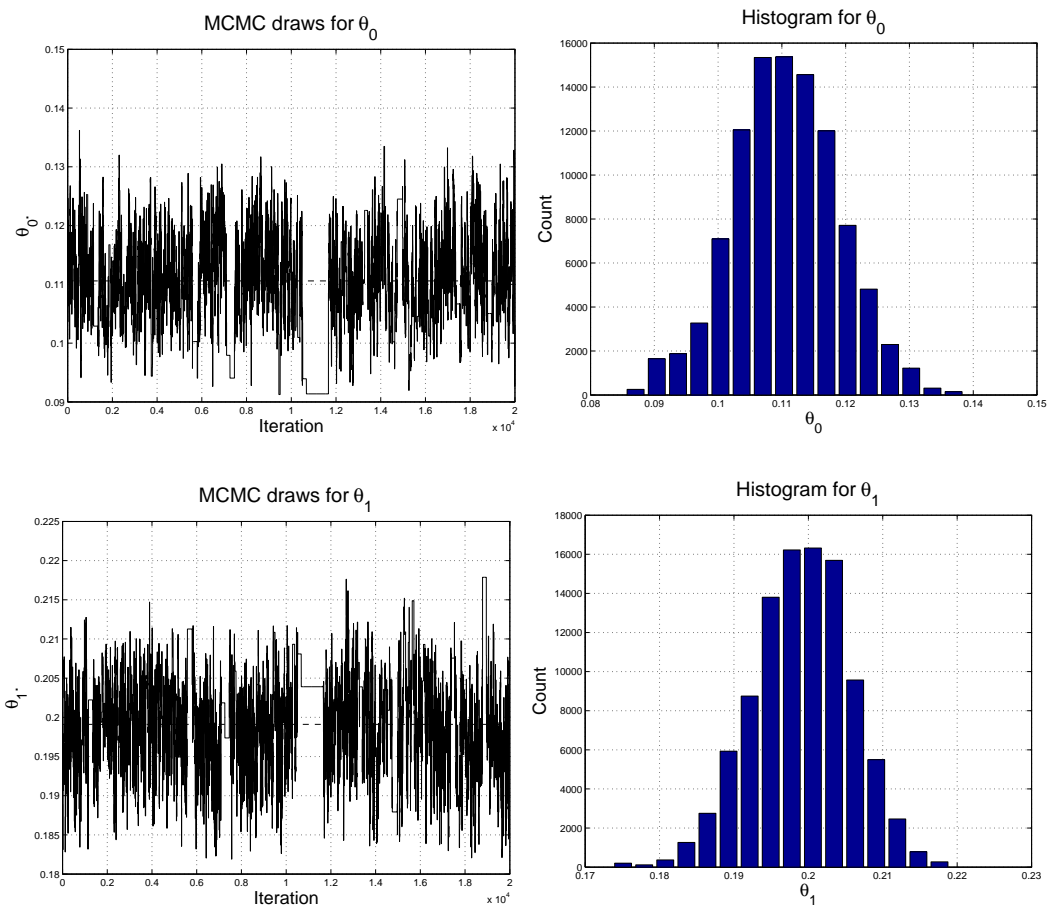 MCMC draws for θ0
0.15
0.14
0.13
0.12
0.11
0.1
0.09
θ0.
0 0.2 0.4 0.6 0.8 1 1.2 1.4 1.6 1.8 2
Iteration
x 10^4
Histogram for θ0
16000
14000
12000
10000
8000
6000
4000
2000
0
Count
0.08 0.09 0.1 0.11 0.12 0.13 0.14 0.15
θ0
MCMC draws for θ1
0.225
0.22
0.215
0.21
0.205
0.2
0.195
0.19
0.185
0.18
θ1.
0 0.2 0.4 0.6 0.8 1 1.2 1.4 1.6 1.8 2
Iteration
x 10^4
Histogram for θ1
18000
16000
14000
12000
10000
8000
6000
4000
2000
0
Count
0.17 0.18 0.19 0.2 0.21 0.22 0.23
θ1